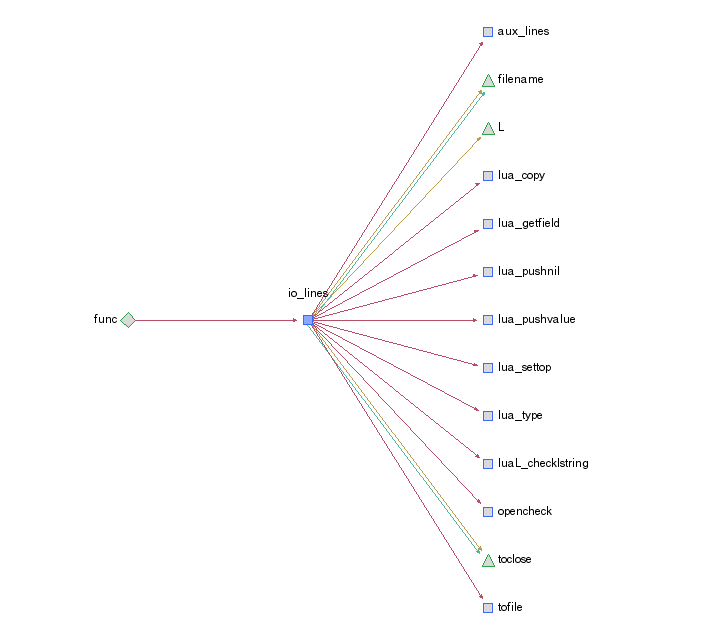 aux_lines
filename
L
lua_copy
lua_getfield
lua_pushnil
io_lines
func
lua_pushvalue
lua_settop
lua_type
luaL_checklstring
opencheck
toclose
tofile